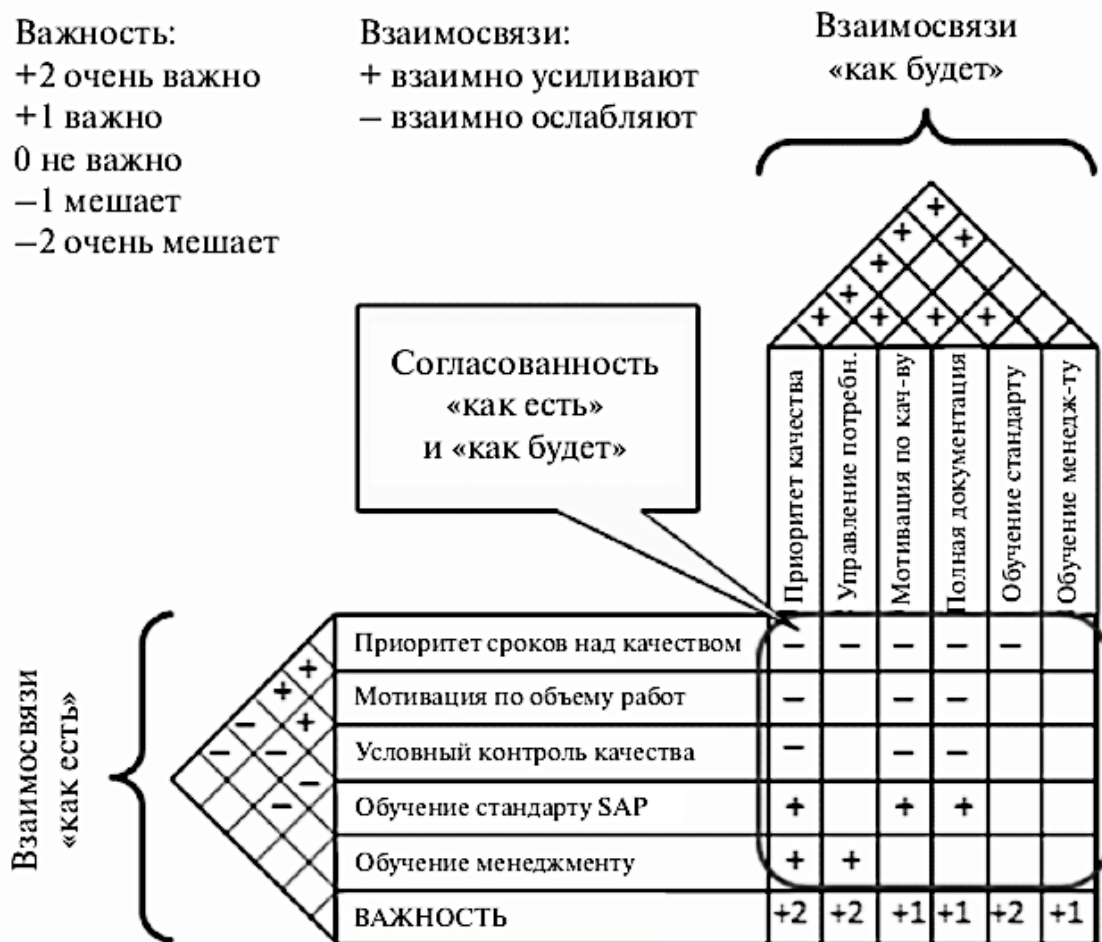 Важность:
+2 очень важно
+1 важно
0 не важно
–1 мешает
–2 очень мешает
Взаимосвязи:
+ взаимно усиливают
– взаимно ослабляют
Взаимосвязи
«как будет»
+
+ +
+
+
+ + + +
Согласованность
«как есть»
и «как будет»
Приоритет качества
Управление потребн.
Мотивация по кач-ву
Полная документация
Обучение стандарту
Обучение менедж-ту
Взаимосвязи
«как есть»
+
+
– +
– –
–
–
Приоритет сроков над качеством – – – – –
Мотивация по объему работ – – –
Условный контроль качества – – –
Обучение стандарту SAP + + +
Обучение менеджменту + +
ВАЖНОСТЬ +2 +2 +1 +1 +2 +1